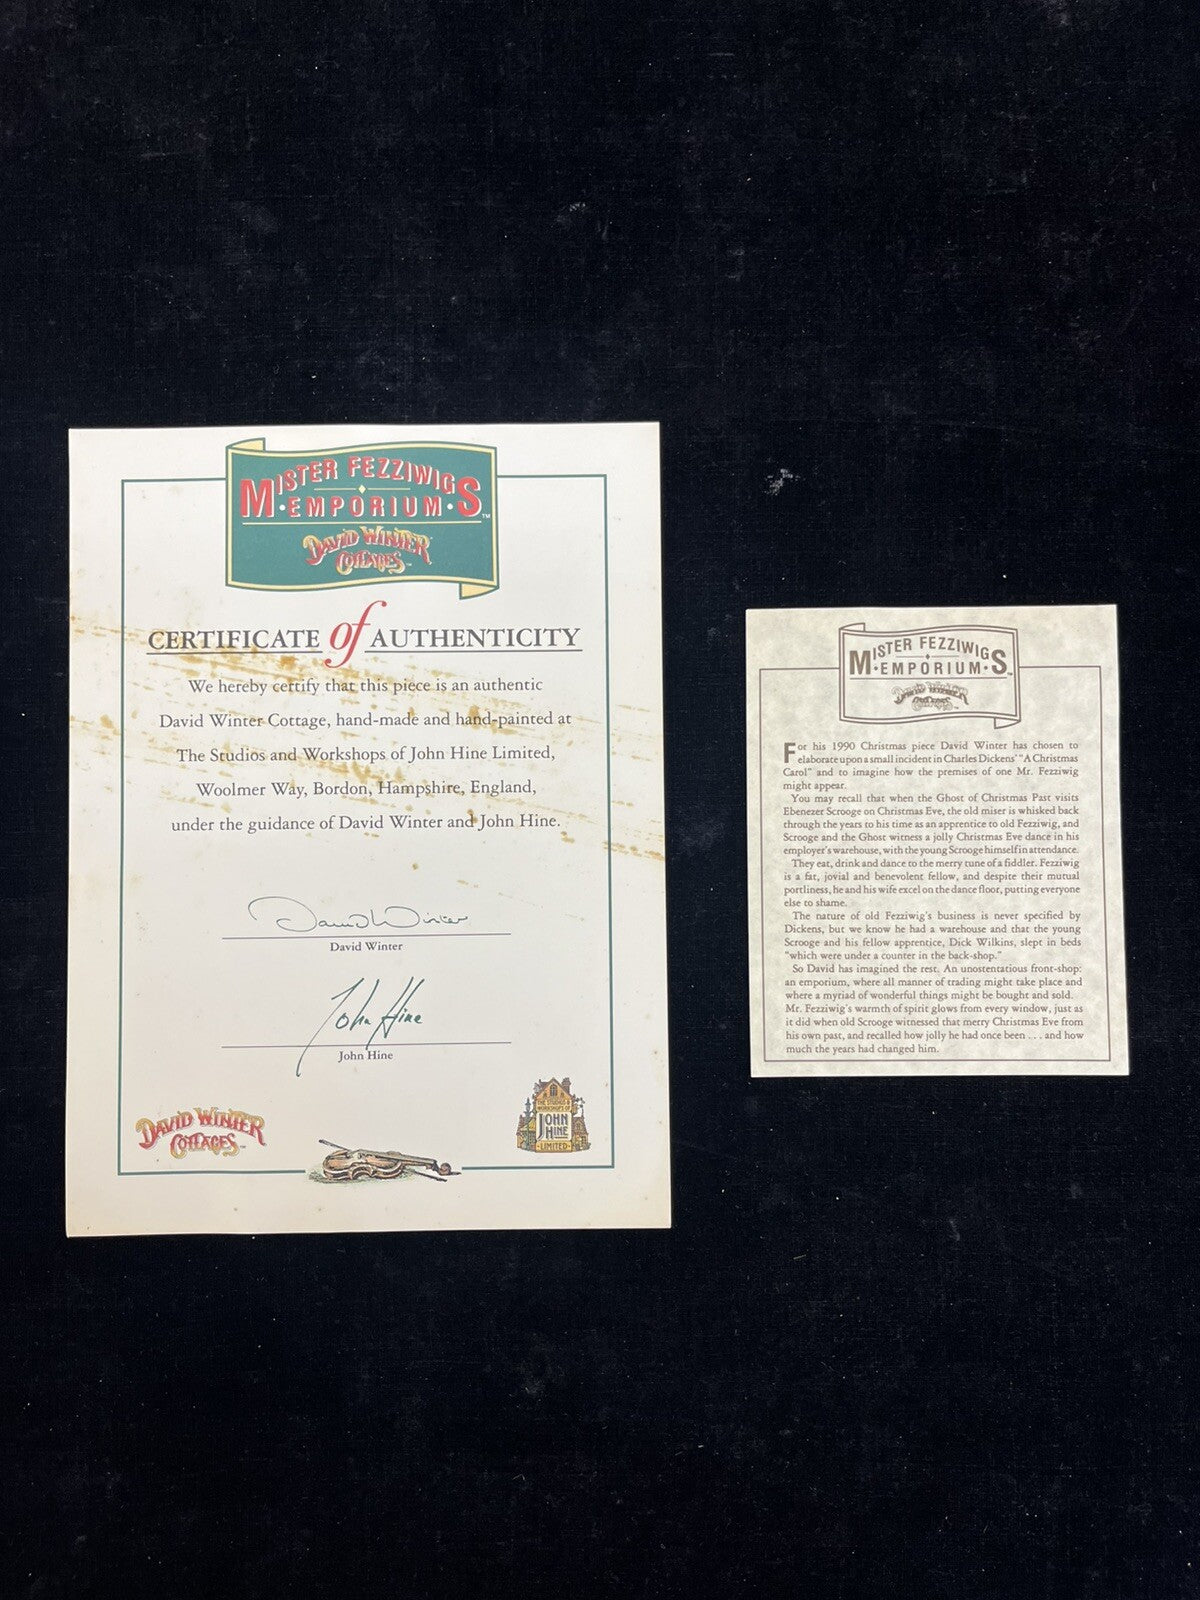 MISTER FEZZIWIGS
·EMPORIUM·
™
DAVID WINTER
COTTAGES™
CERTIFICATE of AUTHENTICITY
We hereby certify that this piece is an authentic
David Winter Cottage, hand-made and hand-painted at
The Studios and Workshops of John Hine Limited,
Woolmer Way, Bordon, Hampshire, England,
under the guidance of David Winter and John Hine.
David Winter
David Winter
John Hine
John Hine
DAVID WINTER
COTTAGES™
THE STUDIOS &
WORKSHOPS OF
JOHN
HINE
·LIMITED·
MISTER FEZZIWIGS
·EMPORIUM·
™
DAVID WINTER
COTTAGES™
For his 1990 Christmas piece David Winter has chosen to
elaborate upon a small incident in Charles Dickens' "A Christmas
Carol" and to imagine how the premises of one Mr. Fezziwig
might appear.
You may recall that when the Ghost of Christmas Past visits
Ebenezer Scrooge on Christmas Eve, the old miser is whisked back
through the years to his time as an apprentice to old Fezziwig, and
Scrooge and the Ghost witness a jolly Christmas Eve dance in his
employer's warehouse, with the young Scrooge himself in attendance.
They eat, drink and dance to the merry tune of a fiddler. Fezziwig
is a fat, jovial and benevolent fellow, and despite their mutual
portliness, he and his wife excel on the dance floor, putting everyone
else to shame.
The nature of old Fezziwig's business is never specified by
Dickens, but we know he had a warehouse and that the young
Scrooge and his fellow apprentice, Dick Wilkins, slept in beds
"which were under a counter in the back-shop."
So David has imagined the rest. An unostentatious front-shop:
an emporium, where all manner of trading might take place and
where a myriad of wonderful things might be bought and sold.
Mr. Fezziwig's warmth of spirit glows from every window, just as
it did when old Scrooge witnessed that merry Christmas Eve from
his own past, and recalled how jolly he had once been . . . and how
much the years had changed him.